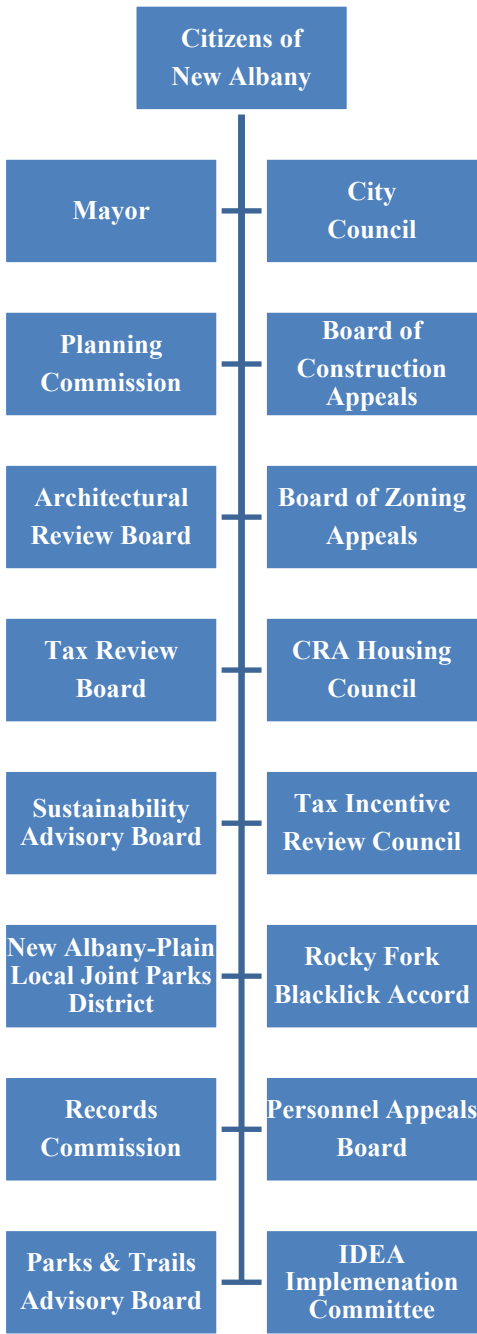 Citizens of
New Albany
Mayor
City
Council
Planning
Commission
Board of
Construction
Appeals
Architectural
Review Board
Board of Zoning
Appeals
Tax Review
Board
CRA Housing
Council
Sustainability
Advisory Board
Tax Incentive
Review Council
New Albany-Plain
Local Joint Parks
District
Rocky Fork
Blacklick Accord
Records
Commission
Personnel Appeals
Board
Parks & Trails
Advisory Board
IDEA
Implemenation
Committee